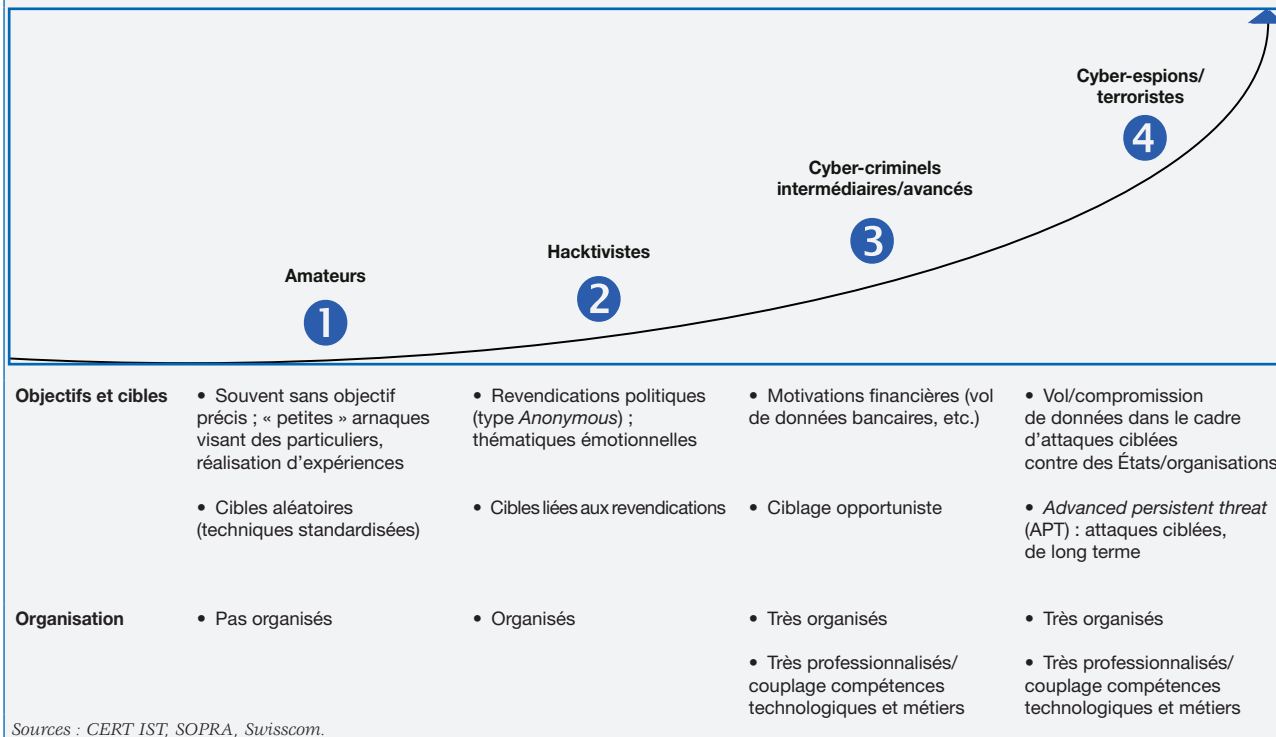 Cyber-espions/
terroristes
4
Cyber-criminels
intermédiaires/avancés
3
Hacktivistes
2
Amateurs
1
Objectifs et cibles
• Souvent sans objectif
précis ; « petites » arnaques
visant des particuliers,
réalisation d’expériences
• Cibles aléatoires
(techniques standardisées)
• Revendications politiques
(type Anonymous) ;
thématiques émotionnelles
• Cibles liées aux revendications
• Motivations financières (vol
de données bancaires, etc.)
• Ciblage opportuniste
• Vol/compromission
de données dans le cadre
d’attaques ciblées
contre des États/organisations
• Advanced persistent threat
(APT) : attaques ciblées,
de long terme
Organisation
• Pas organisés
• Organisés
• Très organisés
• Très professionnalisés/
couplage compétences
technologiques et métiers
• Très organisés
• Très professionnalisés/
couplage compétences
technologiques et métiers
Sources : CERT IST, SOPRA, Swisscom.